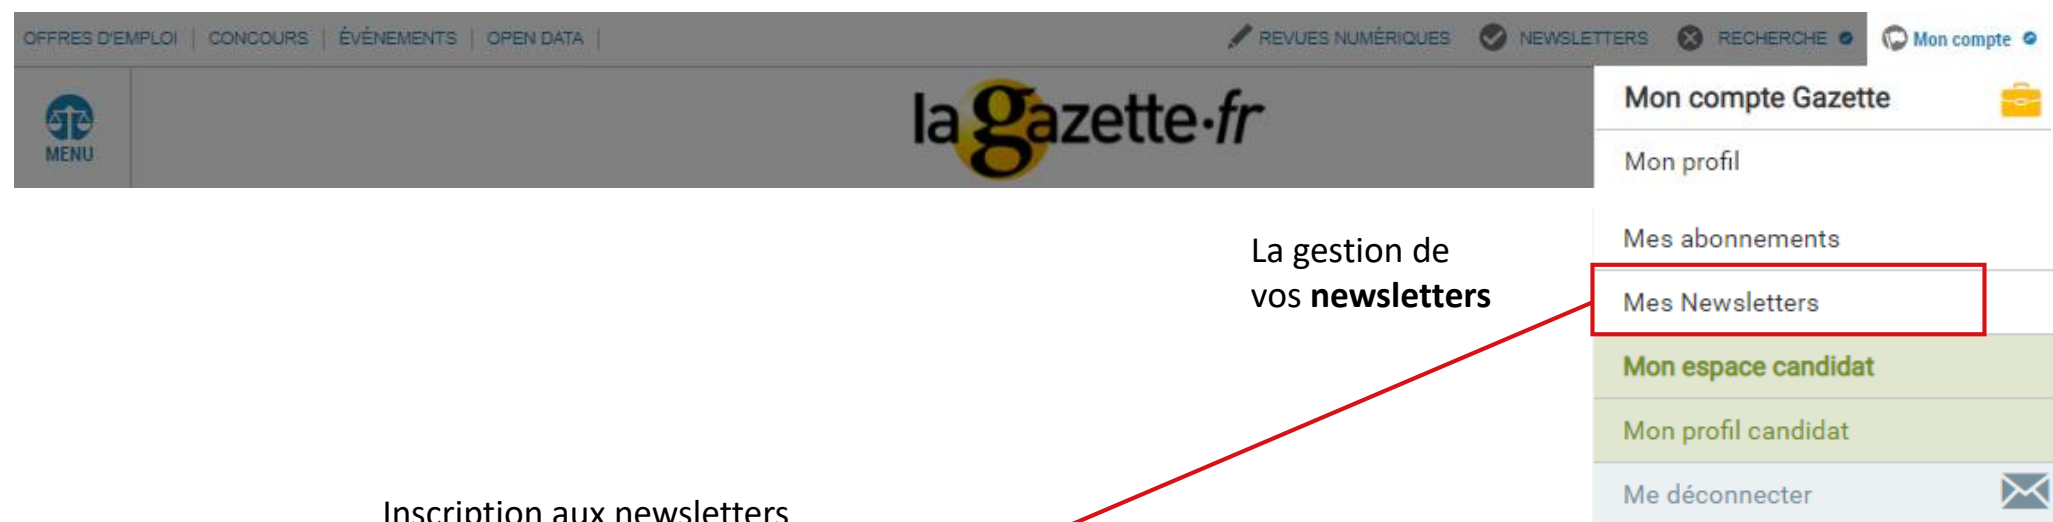 OFFRES D'EMPLOI | CONCOURS | ÉVÉNEMENTS | OPEN DATA |
REVUES NUMÉRIQUES NEWSLETTERS RECHERCHE Mon compte
MENU
la gazette.fr
Mon compte Gazette
Mon profil
Mes abonnements
La gestion de
vos newsletters
Mes Newsletters
Mon espace candidat
Mon profil candidat
Me déconnecter
Inscription aux newsletters